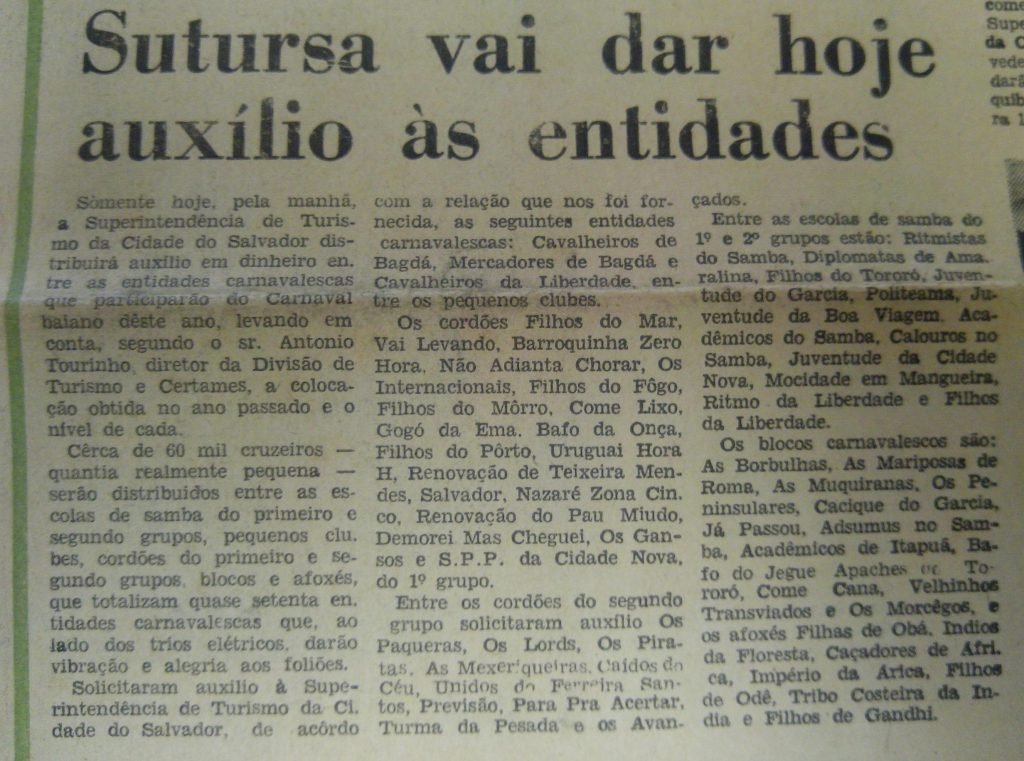 Sutursa vai dar hoje
auxílio às entidades
Sòmente hoje, pela manhã,
a Superintendência de Turis-
mo da Cidade do Salvador dis-
tribuirá auxílio em dinheiro en.
tre as entidades carnavalescas
que participarão do Carnaval
baiano dêste ano, levando em
conta, segundo o sr. Antonio
Tourinho, diretor da Divisão de
Turismo e Certames, a coloca-
ção obtida no ano passado e o
nível de cada.
Cêrca de 60 mil cruzeiros —
quantia realmente pequena —
serão distribuidos entre as es-
colas de samba do primeiro e
segundo grupos, pequenos clu.
bes, cordões do primeiro e se-
gundo grupos, blocos e afoxés,
que totalizam quase setenta en.
tidades carnavalescas que, ao
lado dos trios elétricos, darão
vibração e alegria aos foliões.
Solicitaram auxilio à Supe-
rintendência de Turismo da Ci.
dade do Salvador, de acôrdo
com a relação que nos foi for-
necida, as seguintes entidades
carnavalescas: Cavalheiros de
Bagdá, Mercadores de Bagdá e
Cavalheiros da Liberdade, en-
tre os pequenos clubes.
Os cordões Filhos do Mar,
Vai Levando, Barroquinha Zero
Hora, Não Adianta Chorar, Os
Internacionais, Filhos do Fôgo,
Filhos do Môrro, Come Lixo,
Gogó da Ema. Bafo da Onça,
Filhos do Pôrto, Uruguai Hora
H, Renovação de Teixeira Men-
des, Salvador, Nazaré Zona Cin.
co, Renovação do Pau Miudo,
Demorei Mas Cheguei, Os Gan-
sos e S.P.P. da Cidade Nova,
do 1º grupo.
Entre os cordões do segundo
grupo solicitaram auxílio Os
Paqueras, Os Lords, Os Pira-
tas, As Mexeriqueiras, Caídos do
Céu, Unidos do Ferreira San-
tos, Previsão, Para Pra Acertar,
Turma da Pesada e os Avan-
çados.
Entre as escolas de samba do
1º e 2º grupos estão: Ritmistas
do Samba, Diplomatas de Ama.
ralina, Filhos do Tororó, Juven-
tude do Garcia, Politeama, Ju-
ventude da Boa Viagem, Aca-
dêmicos do Samba, Calouros no
Samba, Juventude da Cidade
Nova, Mocidade em Mangueira,
Ritmo da Liberdade e Filhos
da Liberdade.
Os blocos carnavalescos são:
As Borbulhas, As Mariposas de
Roma, As Muquiranas, Os Pe-
ninsulares, Cacique do Garcia,
Já Passou, Adsumus no Sam-
ba, Acadêmicos de Itapuã, Ba-
fo do Jegue Apaches To-
roró, Come Cana, Velhinhos
Transviados e Os Morcêgos, e
os afoxés Filhas de Obá, Indios
da Floresta, Caçadores de Afri-
ca, Império da Arica, Filhos
de Odê, Tribo Costeira da In-
dia e Filhos de Gandhi.
come
Supe
da C
vede
dará
quib
ra 1